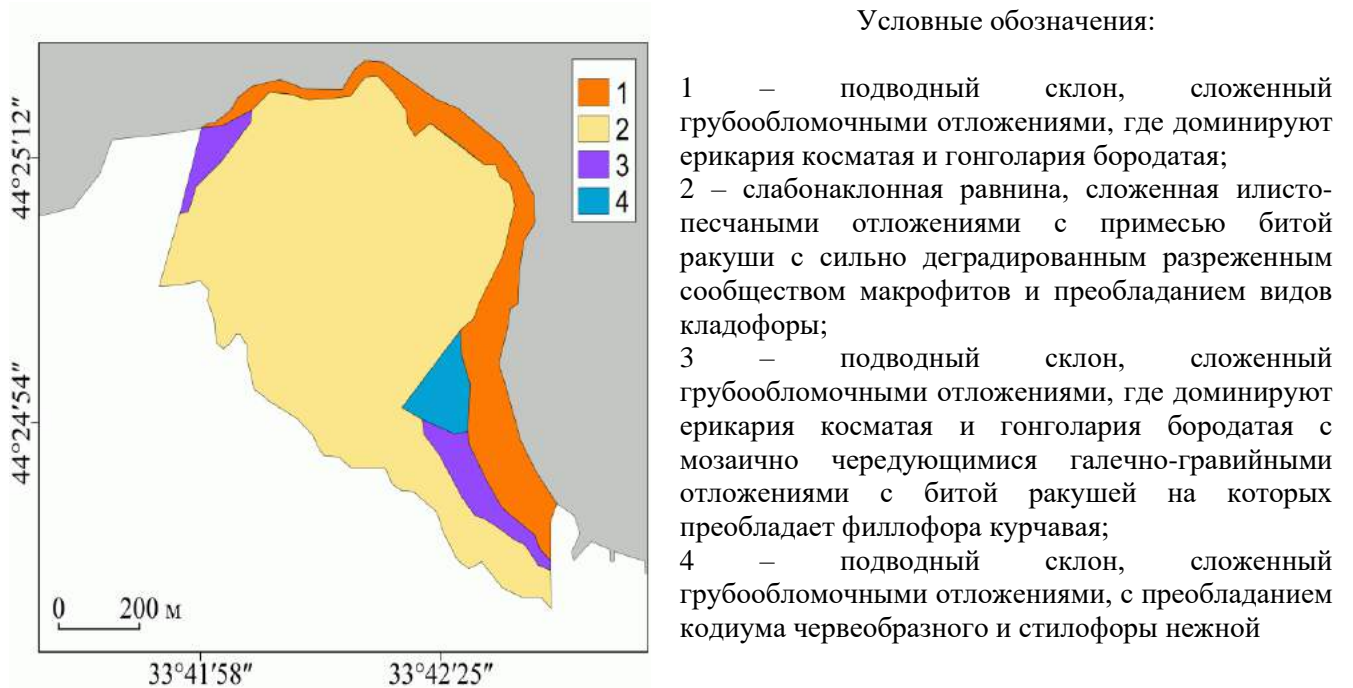 44°25′12″
44°24′54″
33°41′58″
33°42′25″
0 200 м
1
2
3
4
Условные обозначения:
1 – подводный склон, сложенный
грубообломочными отложениями, где доминируют
ерикария косматая и гонголария бородатая;
2 – слабонаклонная равнина, сложенная илисто-
песчаными отложениями с примесью битой
ракуши с сильно деградированным разреженным
сообществом макрофитов и преобладанием видов
кладофоры;
3 – подводный склон, сложенный
грубообломочными отложениями, где доминируют
ерикария косматая и гонголария бородатая с
мозаично чередующимися галечно-гравийными
отложениями с битой ракушей на которых
преобладает филлофора курчавая;
4 – подводный склон, сложенный
грубообломочными отложениями, с преобладанием
кодиума червеобразного и стилофоры нежной